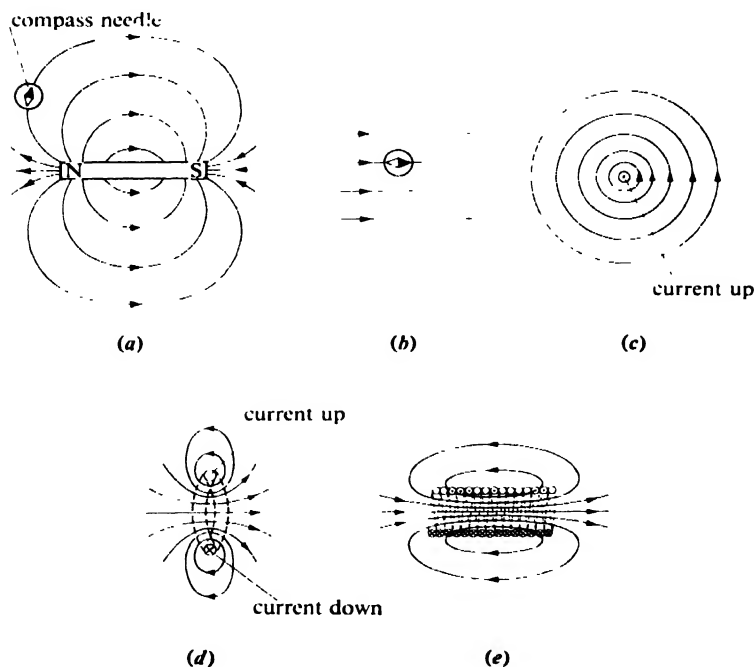 compass needle
N S
current up
(a) (b) (c)
current up
current down
(d) (e)